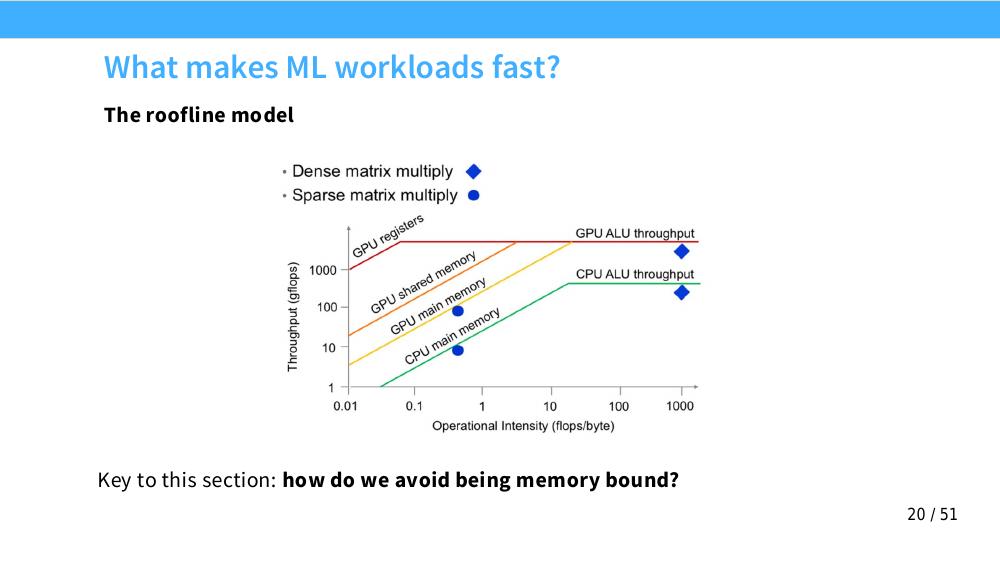 What makes ML workloads fast?
The roofline model
• Dense matrix multiply
• Sparse matrix multiply
GPU registers
GPU ALU throughput
GPU shared memory
CPU ALU throughput
GPU main memory
CPU main memory
Throughput (gflops)
1000
100
10
1
0.01 0.1 1 10 100 1000
Operational Intensity (flops/byte)
Key to this section: how do we avoid being memory bound?
20 / 51